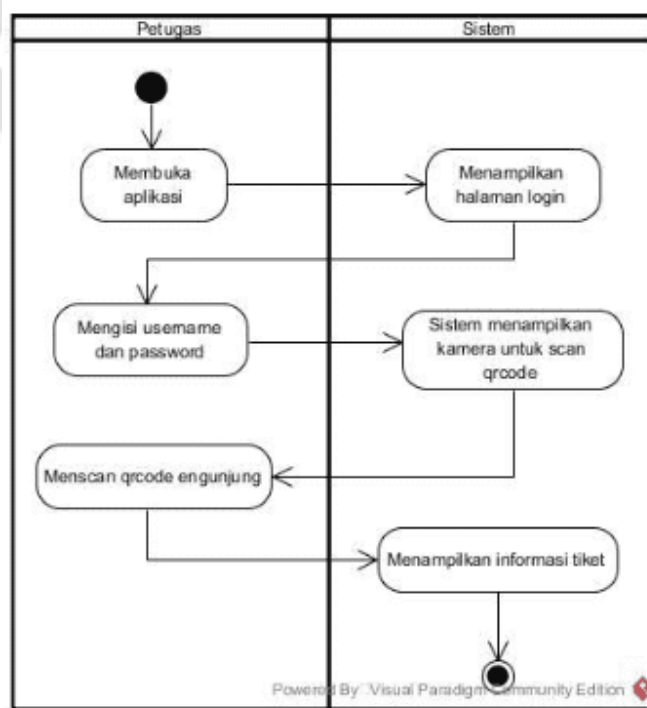 Petugas
Sistem
Membuka
aplikasi
Menampilkan
halaman login
Mengisi username
dan password
Sistem menampilkan
kamera untuk scan
qrcode
Menscan qrcode engunjung
Menampilkan informasi tiket
Powered By Visual Paradigm Community Edition